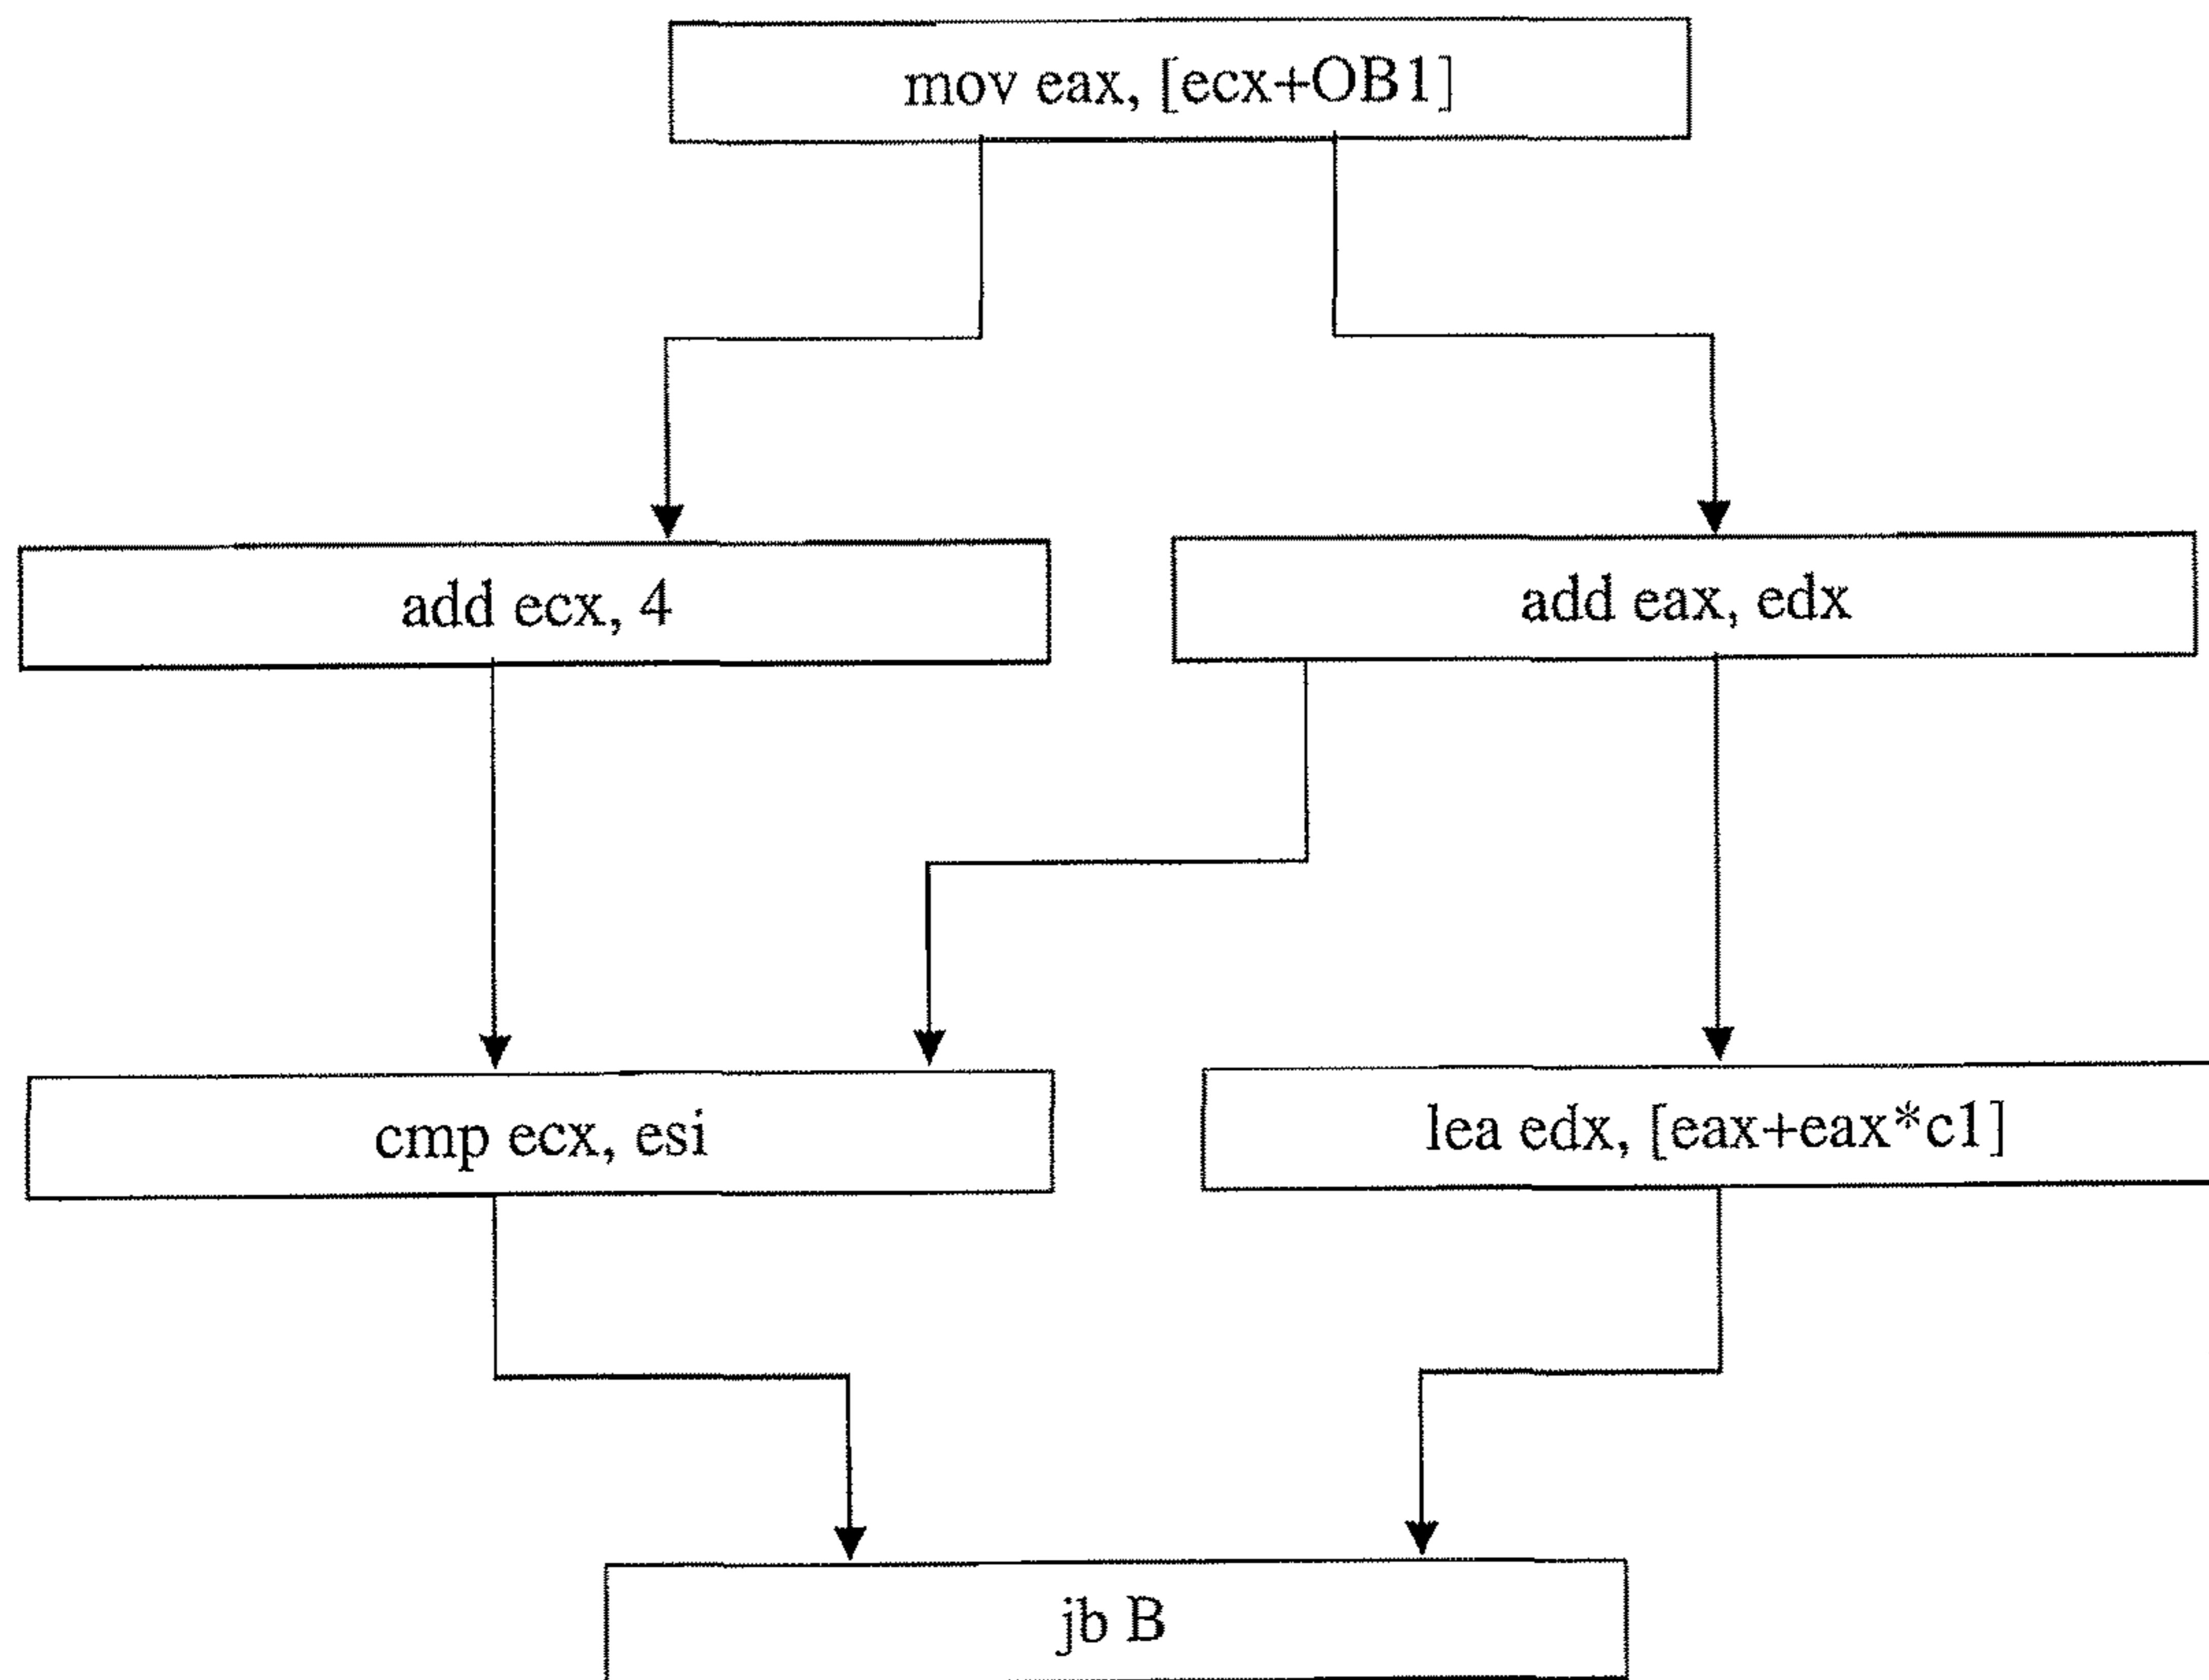 mov eax, [ecx+OB1]
add ecx, 4
add eax, edx
cmp ecx, esi
lea edx, [eax+eax*c1]
jb B